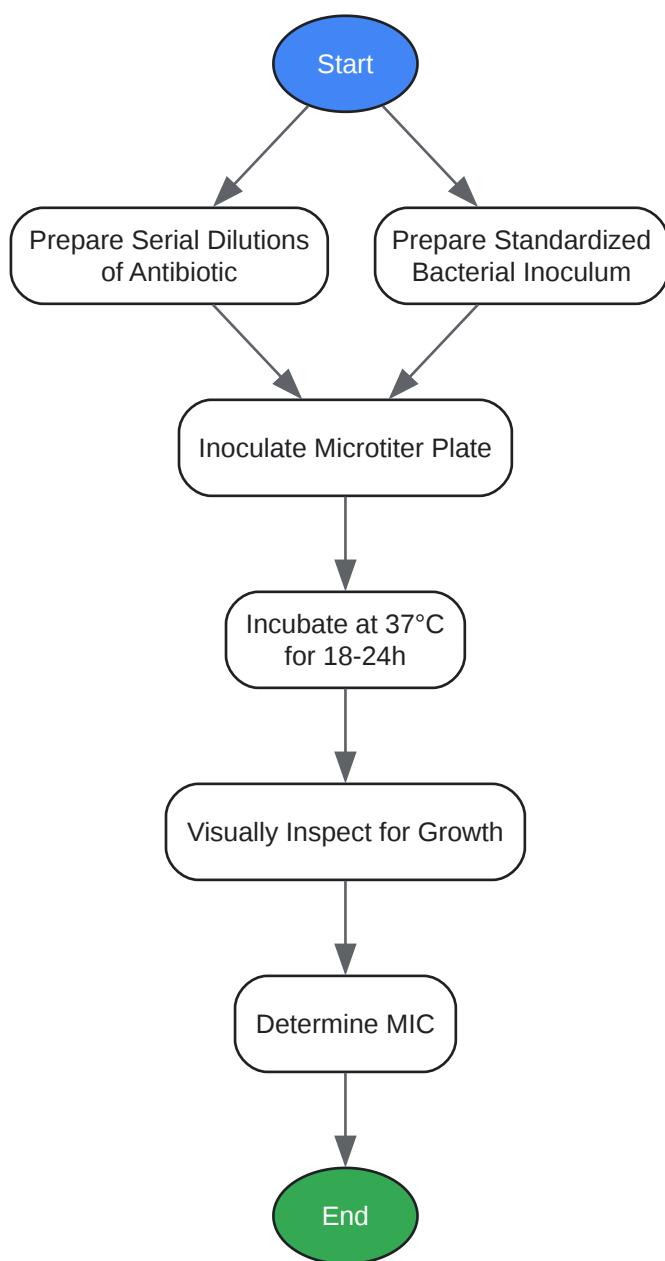 Start
Prepare Serial Dilutions
of Antibiotic
Prepare Standardized
Bacterial Inoculum
Inoculate Microtiter Plate
Incubate at 37°C
for 18-24h
Visually Inspect for Growth
Determine MIC
End